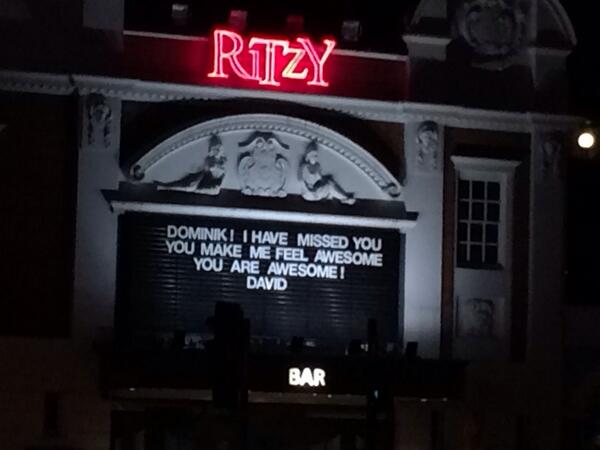 RITZY
DOMINIK! I HAVE MISSED YOU
YOU MAKE ME FEEL AWESOME
YOU ARE AWESOME!
DAVID
BAR